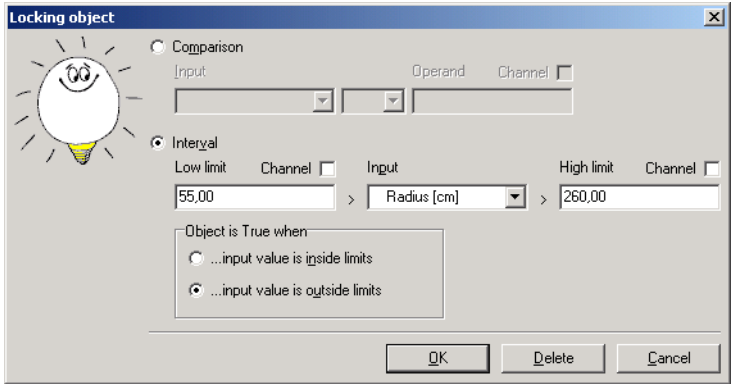 Locking object
Comparison
Input Operand Channel
Interval
Low limit Channel Input High limit Channel
55,00 > Radius [cm] > 260,00
Object is True when
...input value is inside limits
...input value is outside limits
OK Delete Cancel